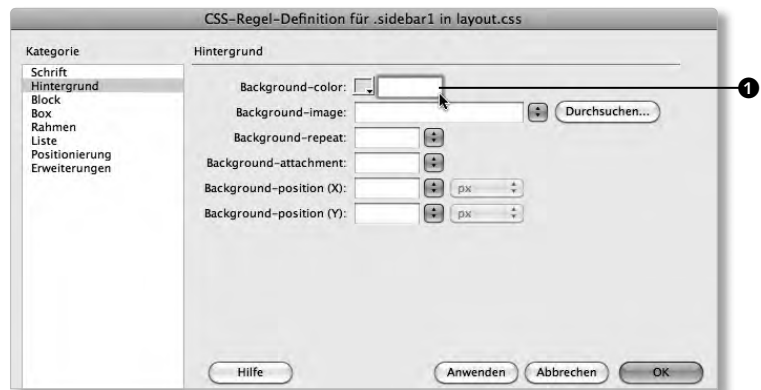 CSS-Regel-Definition für .sidebar1 in layout.css
Kategorie
Schrift
Hintergrund
Block
Box
Rahmen
Liste
Positionierung
Erweiterungen
Hintergrund
Background-color:
1
Background-image:
Durchsuchen...
Background-repeat:
Background-attachment:
Background-position (X):
px
Background-position (Y):
px
Hilfe
Anwenden
Abbrechen
OK